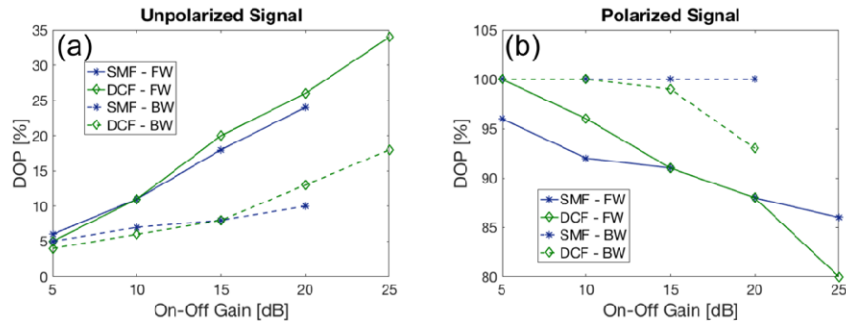 Unpolarized Signal
(a)
SMF - FW
DCF - FW
SMF - BW
DCF - BW
DOP [%]
35
30
25
20
15
10
5
0
5 10 15 20 25
On-Off Gain [dB]
Polarized Signal
(b)
SMF - FW
DCF - FW
SMF - BW
DCF - BW
DOP [%]
105
100
95
90
85
80
5 10 15 20 25
On-Off Gain [dB]